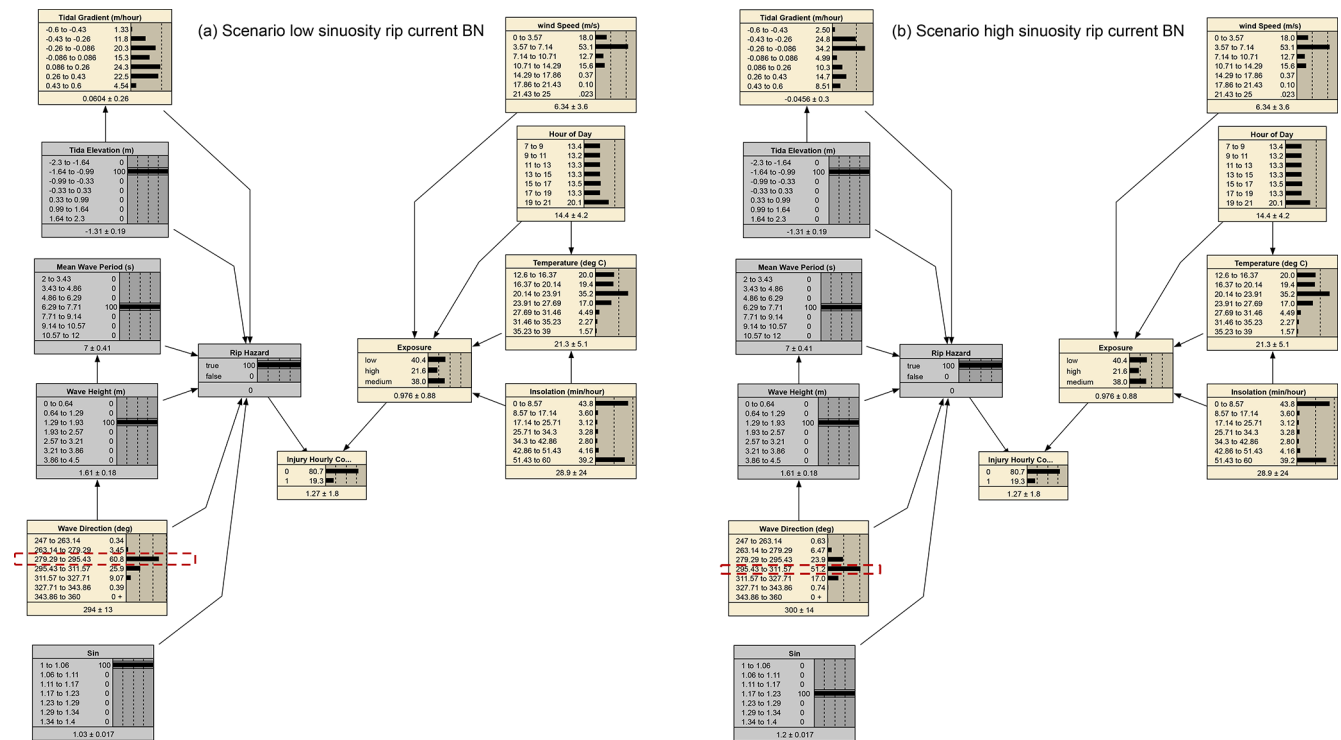 (a) Scenario low sinuosity rip current BN
Tidal Gradient (m/hour)
-0.6 to -0.43 1.33
-0.43 to -0.26 11.8
-0.26 to -0.086 20.3
-0.086 to 0.086 15.3
0.086 to 0.26 24.3
0.26 to 0.43 22.5
0.43 to 0.6 4.54
0.0604 ± 0.26
Tida Elevation (m)
-2.3 to -1.64 0
-1.64 to -0.99 100
-0.99 to -0.33 0
-0.33 to 0.33 0
0.33 to 0.99 0
0.99 to 1.64 0
1.64 to 2.3 0
-1.31 ± 0.19
Mean Wave Period (s)
2 to 3.43 0
3.43 to 4.86 0
4.86 to 6.29 0
6.29 to 7.71 100
7.71 to 9.14 0
9.14 to 10.57 0
10.57 to 12 0
7 ± 0.41
Wave Height (m)
0 to 0.64 0
0.64 to 1.29 0
1.29 to 1.93 100
1.93 to 2.57 0
2.57 to 3.21 0
3.21 to 3.86 0
3.86 to 4.5 0
1.61 ± 0.18
Wave Direction (deg)
247 to 263.14 0.34
263.14 to 279.29 3.45
279.29 to 295.43 60.8
295.43 to 311.57 25.9
311.57 to 327.71 9.07
327.71 to 343.86 0.39
343.86 to 360 0 +
294 ± 13
Sin
1 to 1.06 100
1.06 to 1.11 0
1.11 to 1.17 0
1.17 to 1.23 0
1.23 to 1.29 0
1.29 to 1.34 0
1.34 to 1.4 0
1.03 ± 0.017
Rip Hazard
true 100
false 0
0
Injury Hourly Co...
0 80.7
1 19.3
1.27 ± 1.8
Exposure
low 40.4
high 21.6
medium 38.0
0.976 ± 0.88
wind Speed (m/s)
0 to 3.57 18.0
3.57 to 7.14 53.1
7.14 to 10.71 12.7
10.71 to 14.29 15.6
14.29 to 17.86 0.37
17.86 to 21.43 0.10
21.43 to 25 .023
6.34 ± 3.6
Hour of Day
7 to 9 13.4
9 to 11 13.2
11 to 13 13.3
13 to 15 13.3
15 to 17 13.5
17 to 19 13.3
19 to 21 20.1
14.4 ± 4.2
Temperature (deg C)
12.6 to 16.37 20.0
16.37 to 20.14 19.4
20.14 to 23.91 35.2
23.91 to 27.69 17.0
27.69 to 31.46 4.49
31.46 to 35.23 2.27
35.23 to 39 1.57
21.3 ± 5.1
Insolation (min/hour)
0 to 8.57 43.8
8.57 to 17.14 3.60
17.14 to 25.71 3.12
25.71 to 34.3 3.28
34.3 to 42.86 2.80
42.86 to 51.43 4.16
51.43 to 60 39.2
28.9 ± 24
(b) Scenario high sinuosity rip current BN
Tidal Gradient (m/hour)
-0.6 to -0.43 2.50
-0.43 to -0.26 24.8
-0.26 to -0.086 34.2
-0.086 to 0.086 4.99
0.086 to 0.26 10.3
0.26 to 0.43 14.7
0.43 to 0.6 8.51
-0.0456 ± 0.3
Tida Elevation (m)
-2.3 to -1.64 0
-1.64 to -0.99 100
-0.99 to -0.33 0
-0.33 to 0.33 0
0.33 to 0.99 0
0.99 to 1.64 0
1.64 to 2.3 0
-1.31 ± 0.19
Mean Wave Period (s)
2 to 3.43 0
3.43 to 4.86 0
4.86 to 6.29 0
6.29 to 7.71 100
7.71 to 9.14 0
9.14 to 10.57 0
10.57 to 12 0
7 ± 0.41
Wave Height (m)
0 to 0.64 0
0.64 to 1.29 0
1.29 to 1.93 100
1.93 to 2.57 0
2.57 to 3.21 0
3.21 to 3.86 0
3.86 to 4.5 0
1.61 ± 0.18
Wave Direction (deg)
247 to 263.14 0.63
263.14 to 279.29 6.47
279.29 to 295.43 23.9
295.43 to 311.57 51.2
311.57 to 327.71 17.0
327.71 to 343.86 0.74
343.86 to 360 0 +
300 ± 14
Sin
1 to 1.06 0
1.06 to 1.11 0
1.11 to 1.17 0
1.17 to 1.23 100
1.23 to 1.29 0
1.29 to 1.34 0
1.34 to 1.4 0
1.2 ± 0.017
Rip Hazard
true 100
false 0
0
Injury Hourly Co...
0 80.7
1 19.3
1.27 ± 1.8
Exposure
low 40.4
high 21.6
medium 38.0
0.976 ± 0.88
wind Speed (m/s)
0 to 3.57 18.0
3.57 to 7.14 53.1
7.14 to 10.71 12.7
10.71 to 14.29 15.6
14.29 to 17.86 0.37
17.86 to 21.43 0.10
21.43 to 25 .023
6.34 ± 3.6
Hour of Day
7 to 9 13.4
9 to 11 13.2
11 to 13 13.3
13 to 15 13.3
15 to 17 13.5
17 to 19 13.3
19 to 21 20.1
14.4 ± 4.2
Temperature (deg C)
12.6 to 16.37 20.0
16.37 to 20.14 19.4
20.14 to 23.91 35.2
23.91 to 27.69 17.0
27.69 to 31.46 4.49
31.46 to 35.23 2.27
35.23 to 39 1.57
21.3 ± 5.1
Insolation (min/hour)
0 to 8.57 43.8
8.57 to 17.14 3.60
17.14 to 25.71 3.12
25.71 to 34.3 3.28
34.3 to 42.86 2.80
42.86 to 51.43 4.16
51.43 to 60 39.2
28.9 ± 24